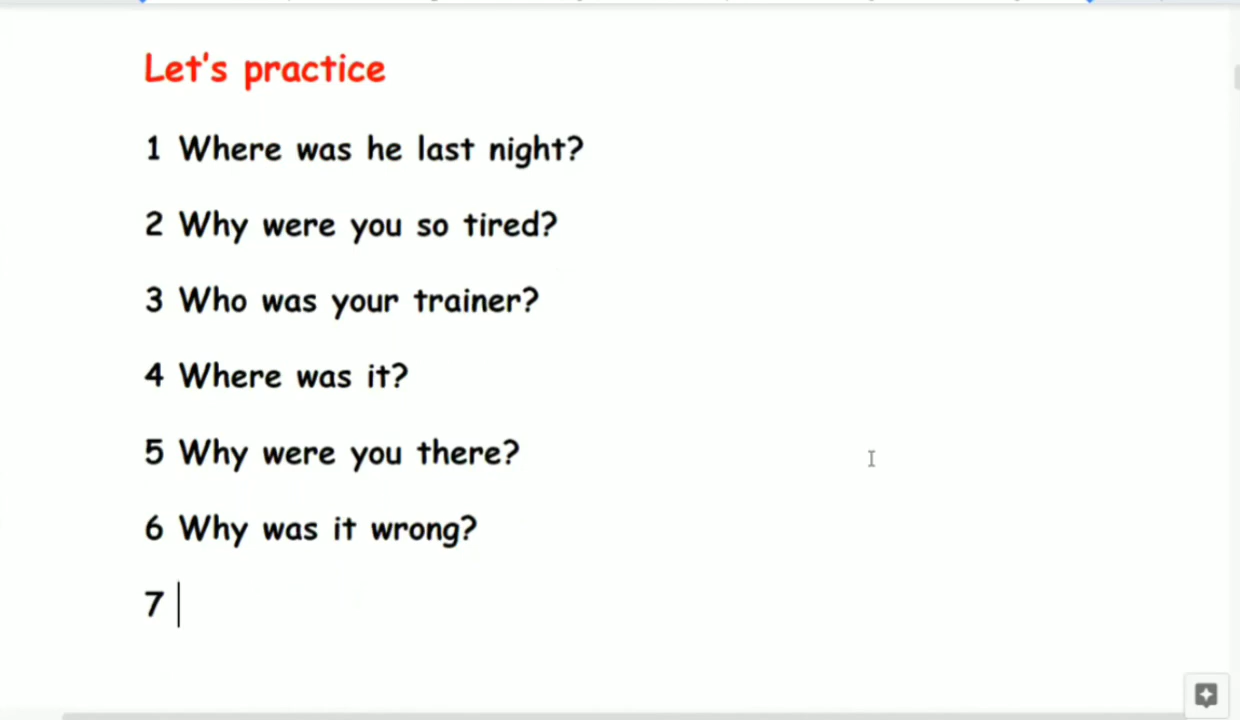 Let's practice
1 Where was he last night?
2 Why were you so tired?
3 Who was your trainer?
4 Where was it?
5 Why were you there?
6 Why was it wrong?
7